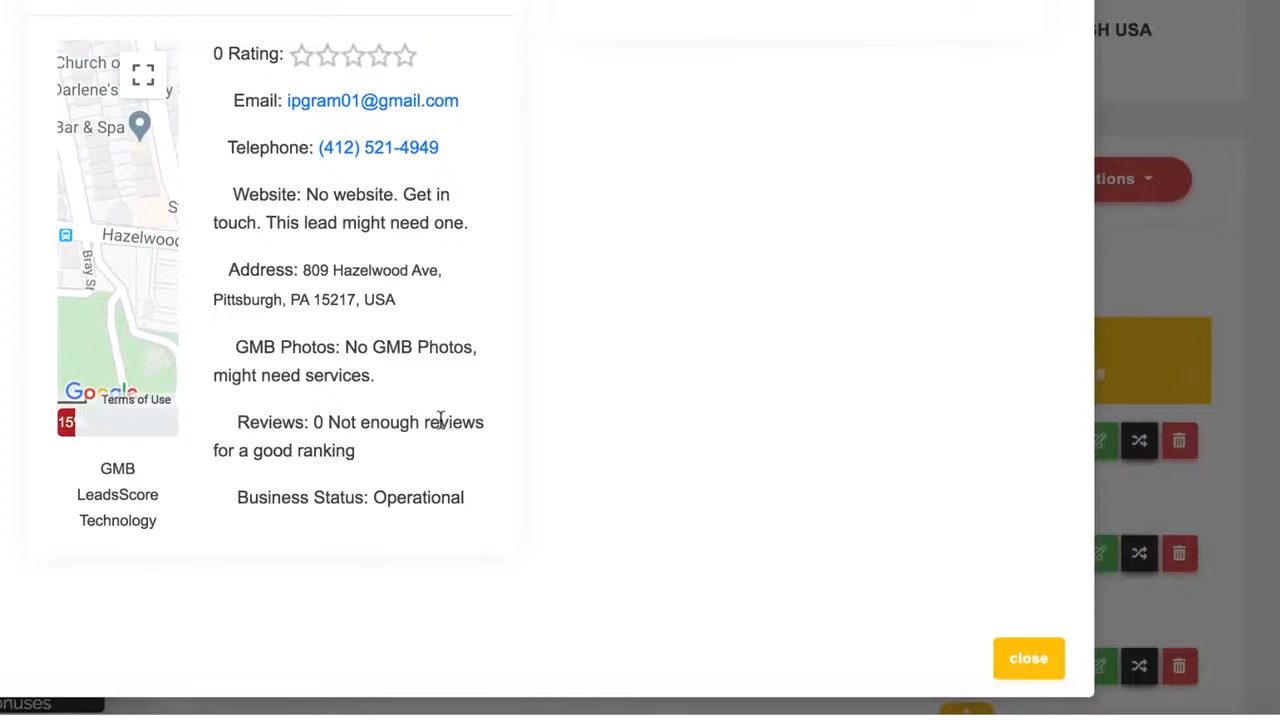 SH USA
Church o
Darlene's
y
Bar & Spa
S
Hazelwood
Bray St
Google
Terms of Use
15
GMB
LeadsScore
Technology
0 Rating:
Email: ipgram01@gmail.com
Telephone: (412) 521-4949
Website: No website. Get in
touch. This lead might need one.
Address: 809 Hazelwood Ave,
Pittsburgh, PA 15217, USA
GMB Photos: No GMB Photos,
might need services.
Reviews: 0 Not enough reviews
for a good ranking
Business Status: Operational
close
tions
s
onuses